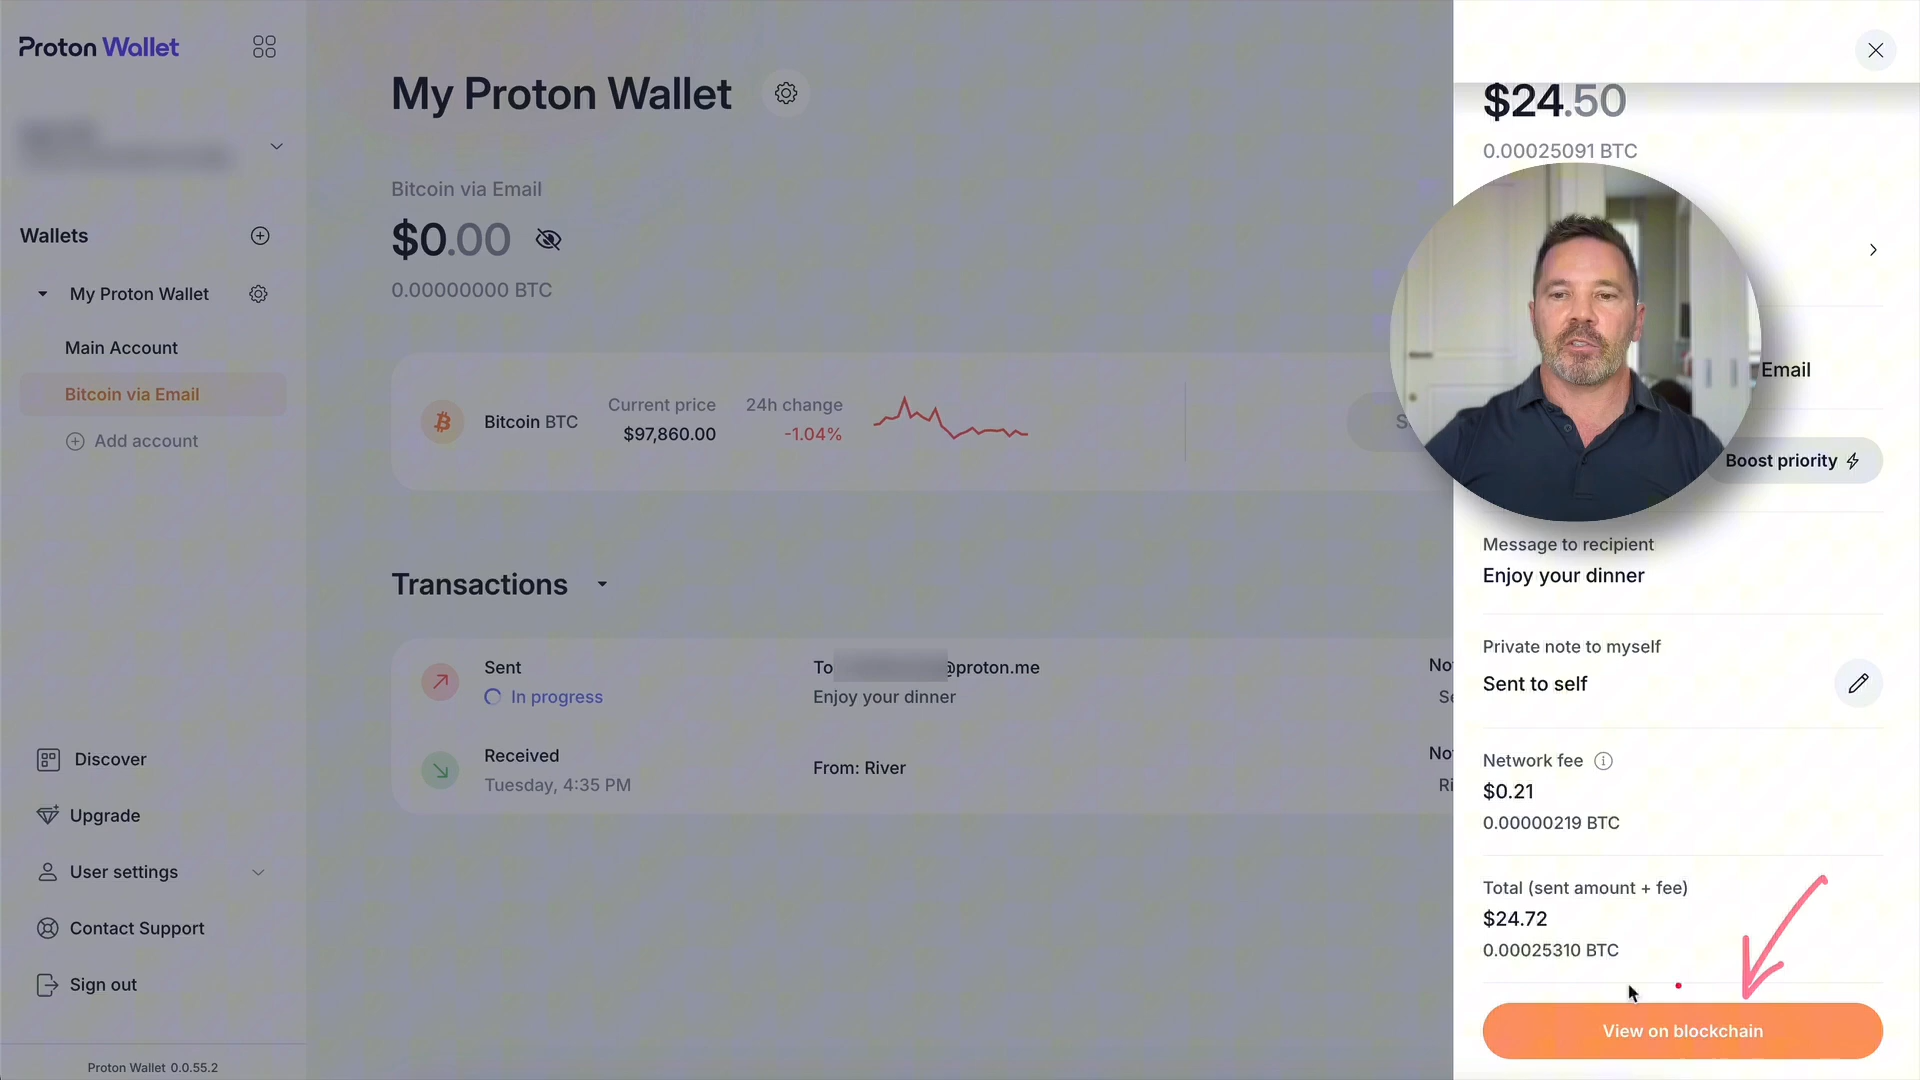 Proton Wallet
Wallets
My Proton Wallet
Main Account
Bitcoin via Email
Add account
Discover
Upgrade
User settings
Contact Support
Sign out
Proton Wallet 0.0.55.2
My Proton Wallet
Bitcoin via Email
$0.00
0.00000000 BTC
Bitcoin BTC
Current price
$97,860.00
24h change
-1.04%
S
Transactions
Sent
In progress
To
@proton.me
Enjoy your dinner
No
Se
Received
Tuesday, 4:35 PM
From: River
No
Ri
$24.50
0.00025091 BTC
Email
Boost priority
Message to recipient
Enjoy your dinner
Private note to myself
Sent to self
Network fee
$0.21
0.00000219 BTC
Total (sent amount + fee)
$24.72
0.00025310 BTC
View on blockchain